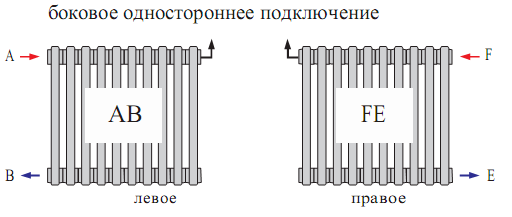 боковое одностороннее подключение
A F
AB FE
B E
левое правое